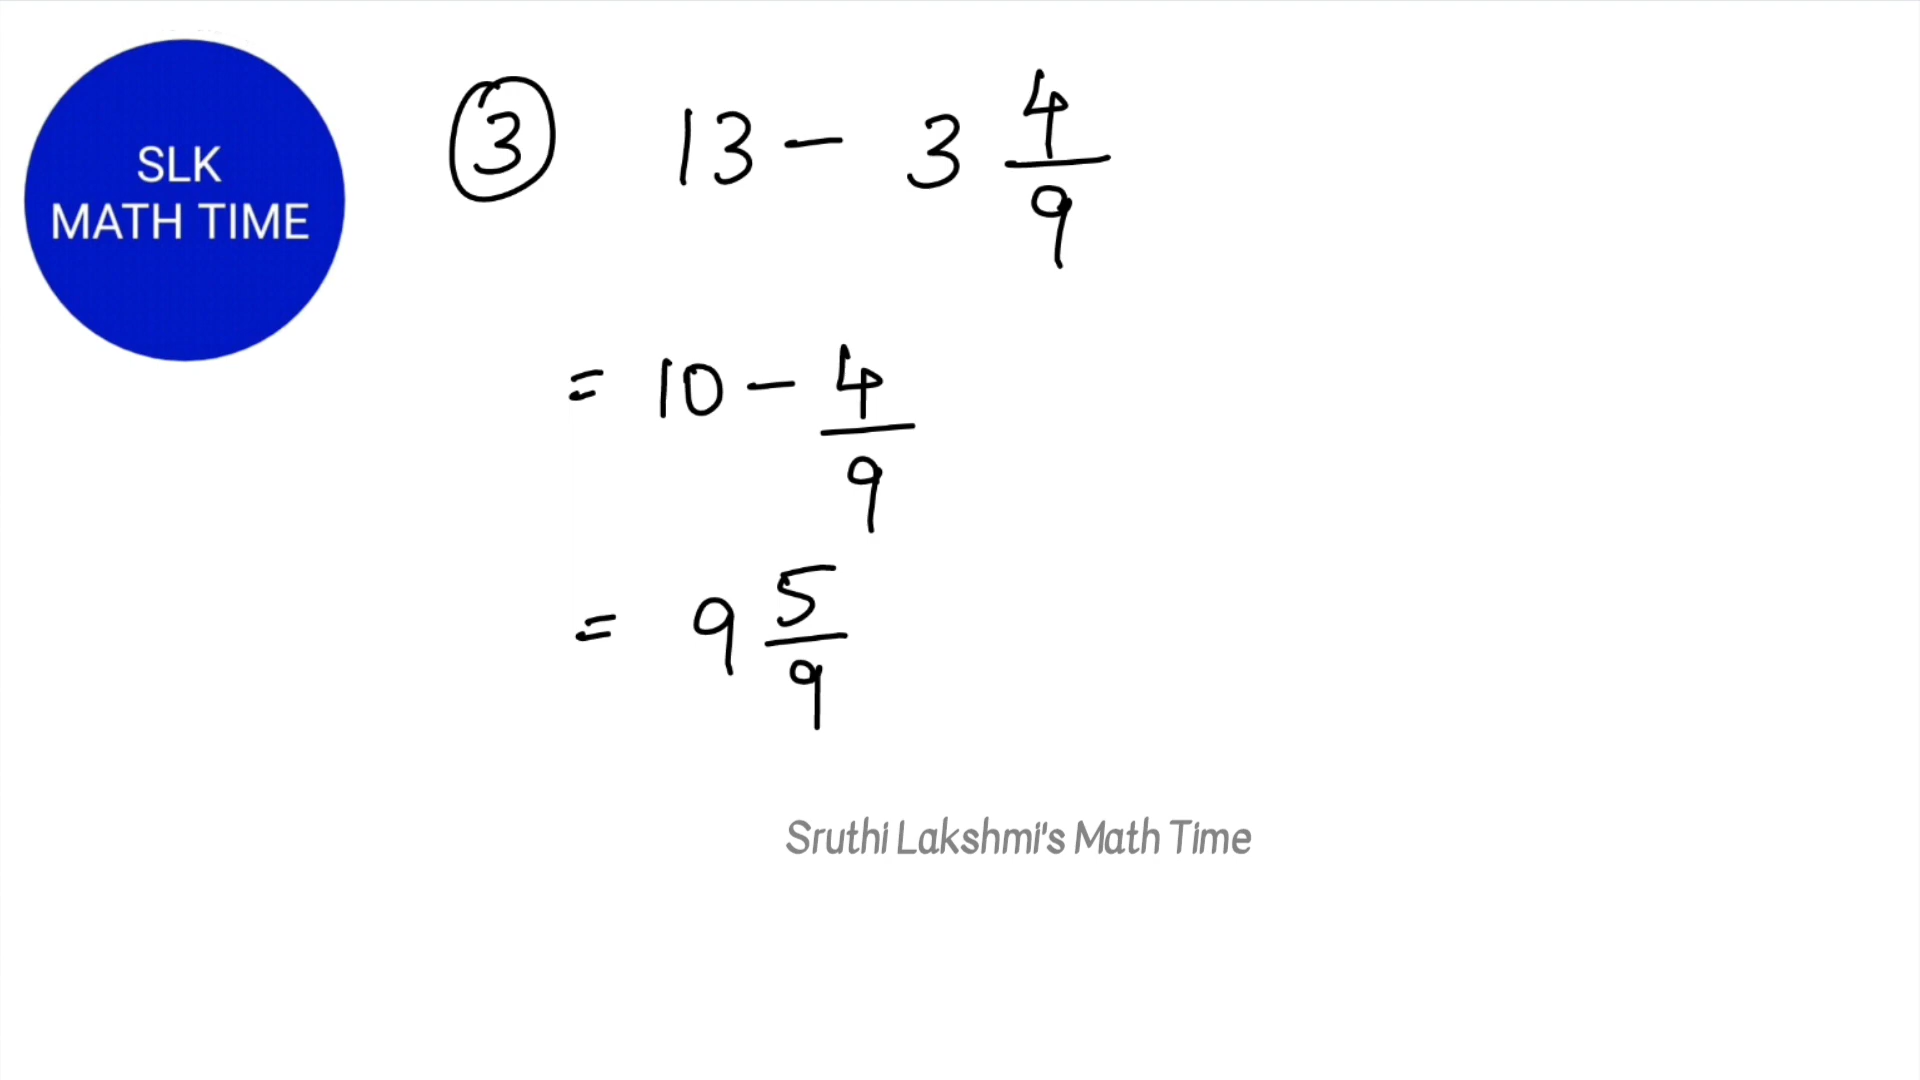 SLK
MATH TIME
3 13 - 3 4/9
= 10 - 4/9
= 9 5/9
Sruthi Lakshmi's Math Time